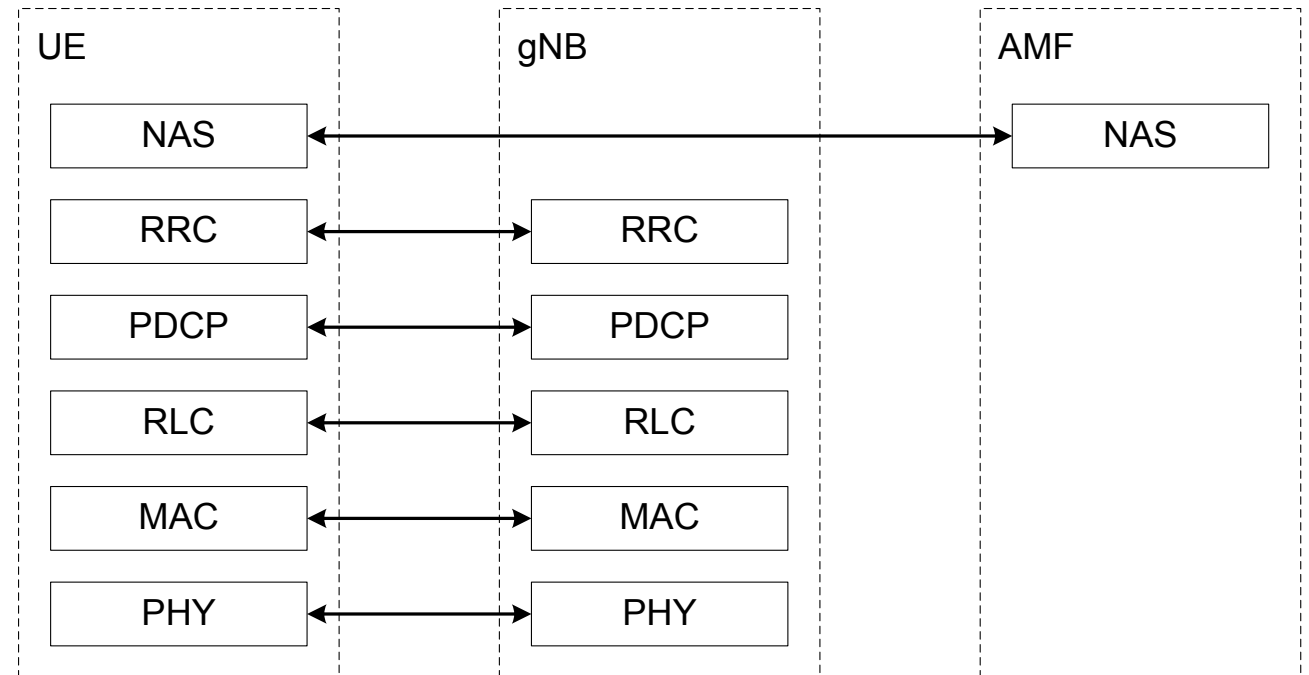 UE
gNB
AMF
NAS
NAS
RRC
RRC
PDCP
PDCP
RLC
RLC
MAC
MAC
PHY
PHY